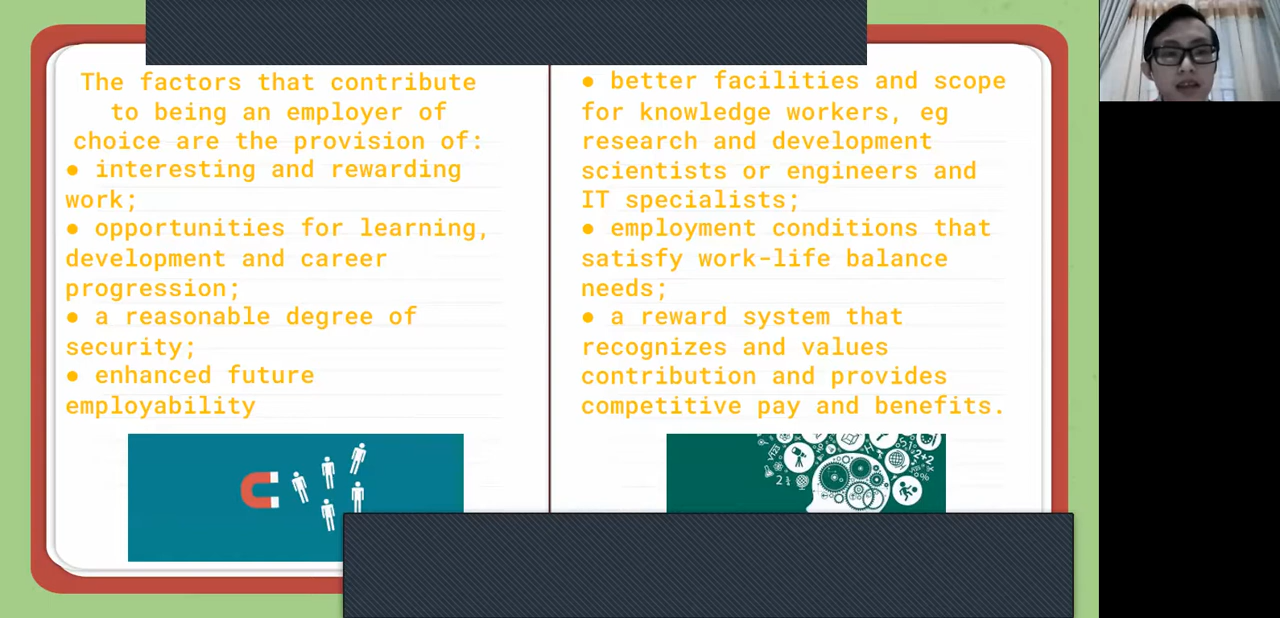 The factors that contribute
to being an employer of
choice are the provision of:
● interesting and rewarding
work;
● opportunities for learning,
development and career
progression;
● a reasonable degree of
security;
● enhanced future
employability
● better facilities and scope
for knowledge workers, eg
research and development
scientists or engineers and
IT specialists;
● employment conditions that
satisfy work-life balance
needs;
● a reward system that
recognizes and values
contribution and provides
competitive pay and benefits.